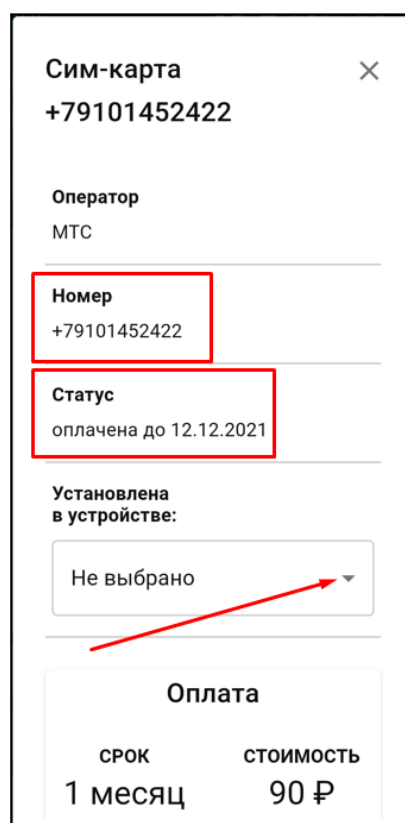 Сим-карта
+79101452422
Оператор
МТС
Номер
+79101452422
Статус
оплачена до 12.12.2021
Установлена
в устройстве:
Не выбрано
Оплата
СРОК СТОИМОСТЬ
1 месяц 90 ₽